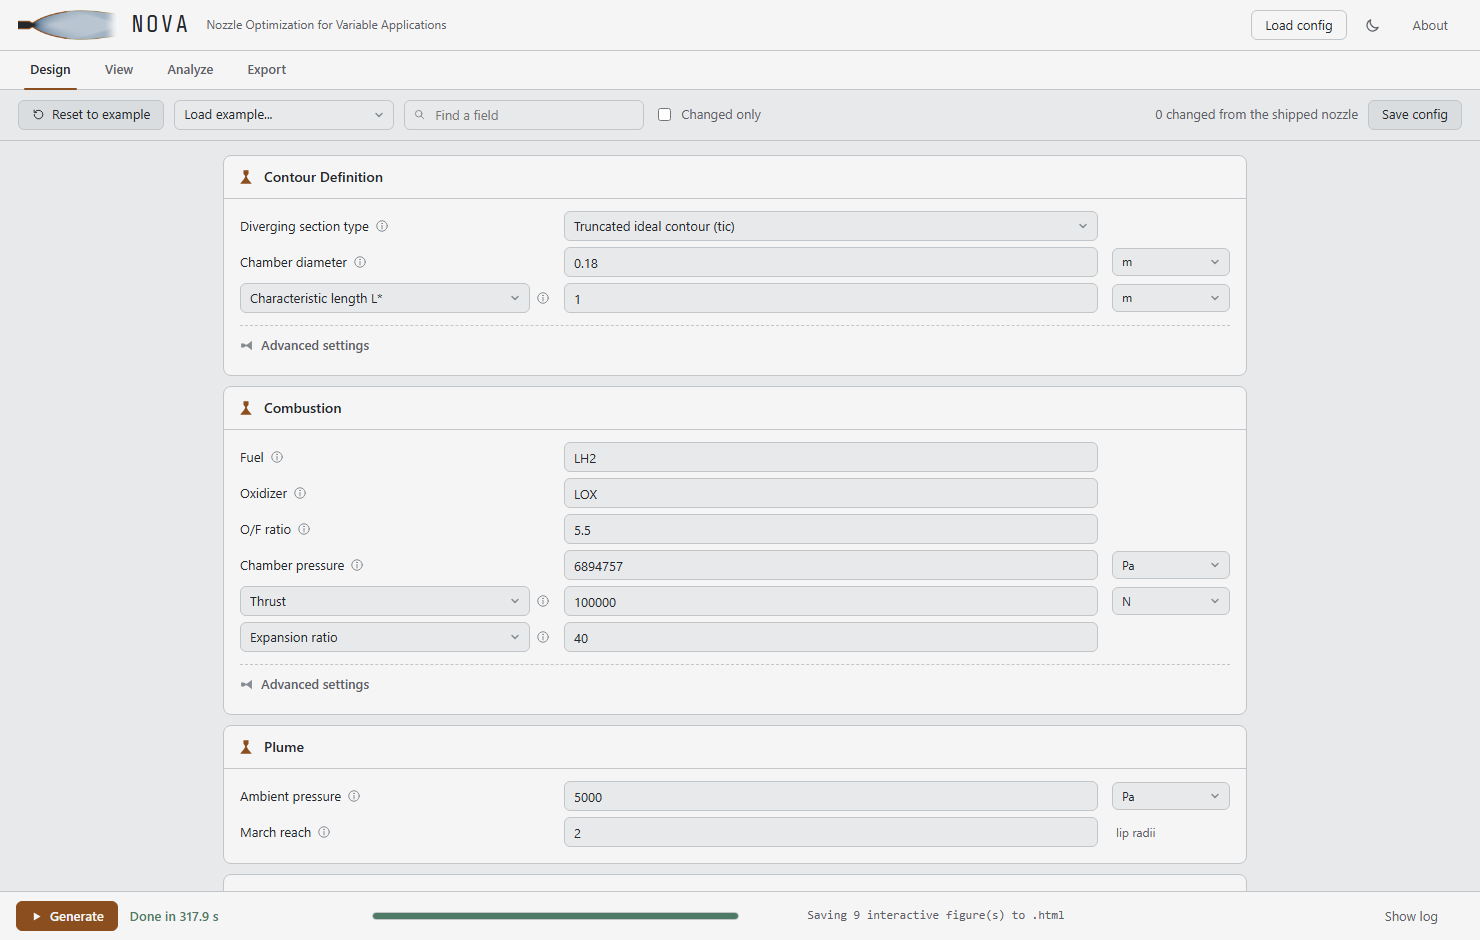 NOVA Nozzle Optimization for Variable Applications Load config About
Design View Analyze Export
Reset to example Load example... Find a field Changed only 0 changed from the shipped nozzle Save config
Contour Definition
Diverging section type Truncated ideal contour (tic)
Chamber diameter 0.18 m
Characteristic length L* 1 m
Advanced settings
Combustion
Fuel LH2
Oxidizer LOX
O/F ratio 5.5
Chamber pressure 6894757 Pa
Thrust 100000 N
Expansion ratio 40
Advanced settings
Plume
Ambient pressure 5000 Pa
March reach 2 lip radii
Generate Done in 317.9 s Saving 9 interactive figure(s) to .html Show log